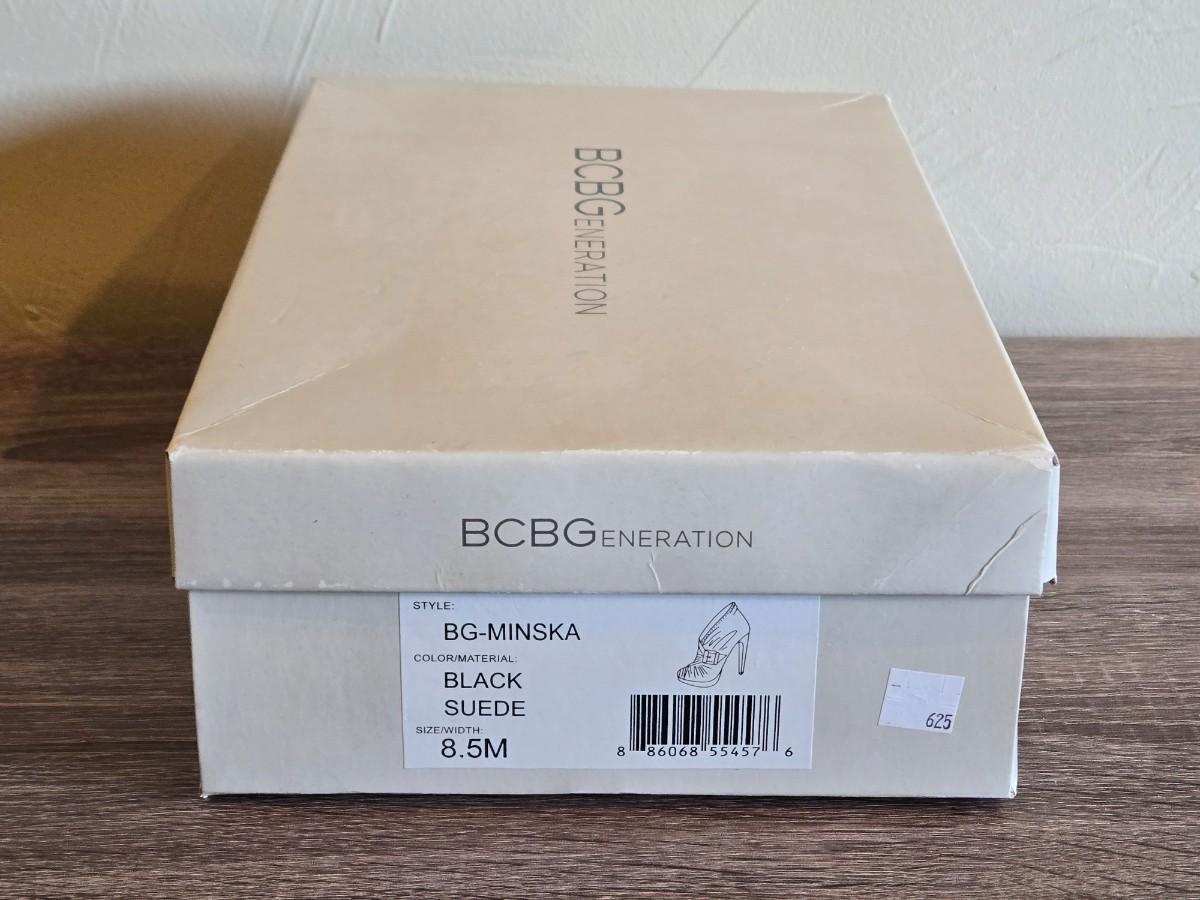 BCBGENERATION
BCBGENERATION
STYLE:
BG-MINSKA
COLOR/MATERIAL:
BLACK
SUEDE
SIZE/WIDTH:
8.5M
8 86068 55457 6
625